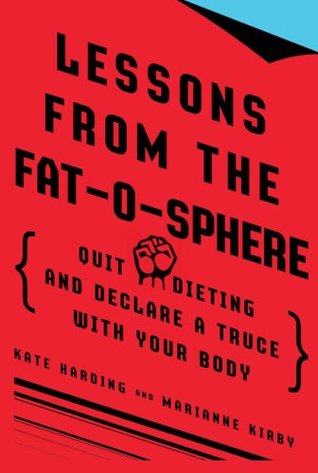 LESSONS
FROM THE
FAT-O-SPHERE
{ QUIT DIETING
AND DECLARE A TRUCE
WITH YOUR BODY }
KATE HARDING AND MARIANNE KIRBY